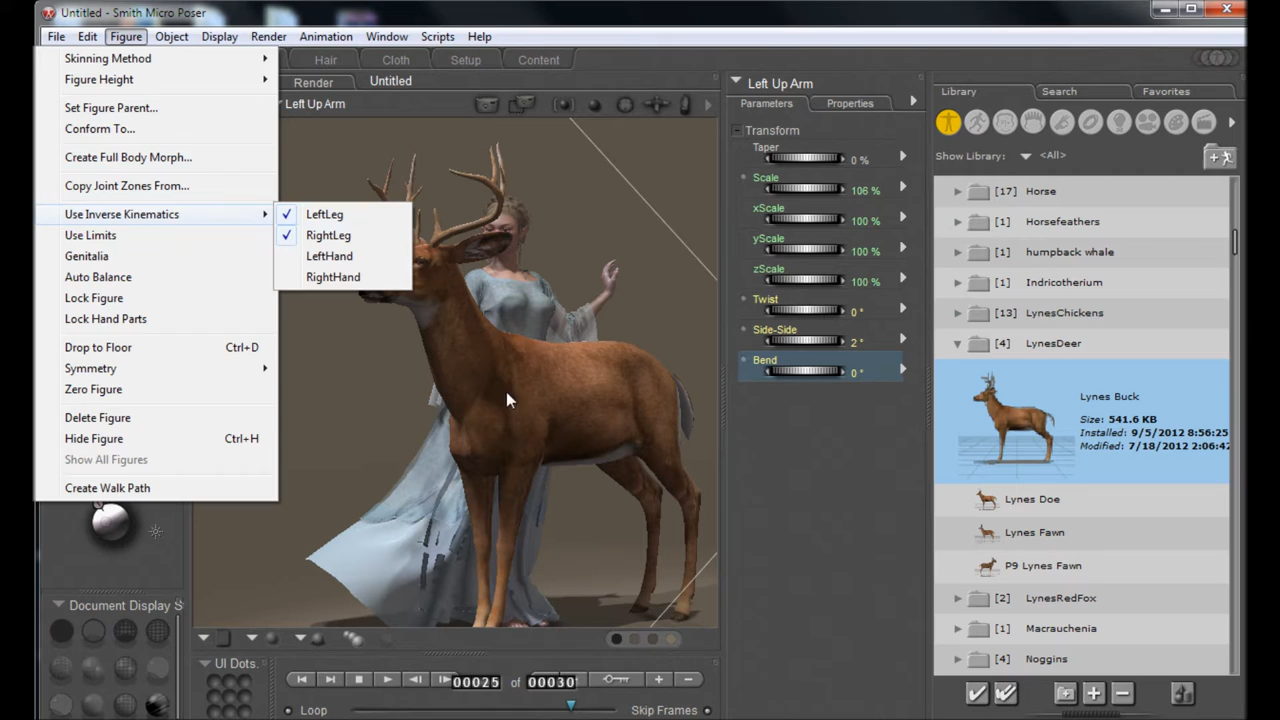 Untitled - Smith Micro Poser
File Edit Figure Object Display Render Animation Window Scripts Help
Hair Cloth Setup Content
Render Untitled
Left Up Arm
Skinning Method
Figure Height
Set Figure Parent...
Conform To...
Create Full Body Morph...
Copy Joint Zones From...
Use Inverse Kinematics
Use Limits
Genitalia
Auto Balance
Lock Figure
Lock Hand Parts
Drop to Floor Ctrl+D
Symmetry
Zero Figure
Delete Figure
Hide Figure Ctrl+H
Show All Figures
Create Walk Path
LeftLeg
RightLeg
LeftHand
RightHand
Left Up Arm
Parameters Properties
Transform
Taper
0 %
Scale
106 %
xScale
100 %
yScale
100 %
zScale
100 %
Twist
0 °
Side-Side
2 °
Bend
0 °
Library Search Favorites
Show Library: <All>
[17] Horse
[1] Horsefeathers
[1] humpback whale
[1] Indricotherium
[13] LynesChickens
[4] LynesDeer
Lynes Buck
Size: 541.6 KB
Installed: 9/5/2012 8:56:25
Modified: 7/18/2012 2:06:42
Lynes Doe
Lynes Fawn
P9 Lynes Fawn
[2] LynesRedFox
[1] Macrauchenia
[4] Noggins
Document Display S
UI Dots.
00025 of 00030
Loop Skip Frames